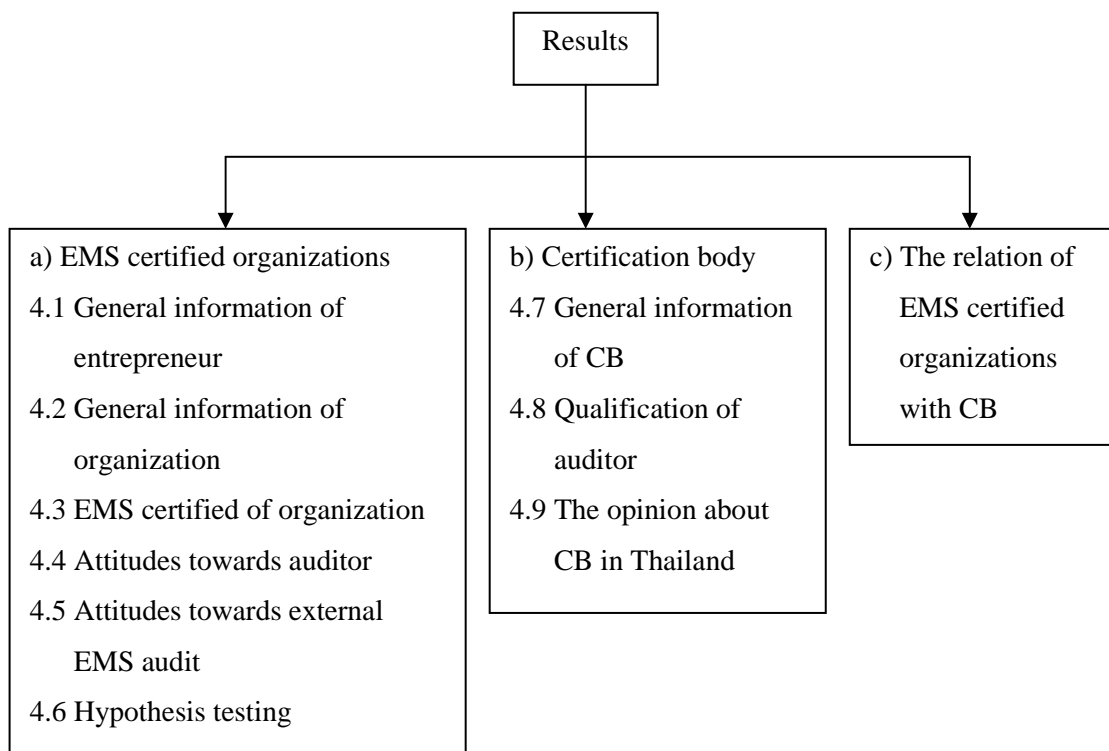 Results
a) EMS certified organizations
4.1 General information of
entrepreneur
4.2 General information of
organization
4.3 EMS certified of organization
4.4 Attitudes towards auditor
4.5 Attitudes towards external
EMS audit
4.6 Hypothesis testing
b) Certification body
4.7 General information
of CB
4.8 Qualification of
auditor
4.9 The opinion about
CB in Thailand
c) The relation of
EMS certified
organizations
with CB